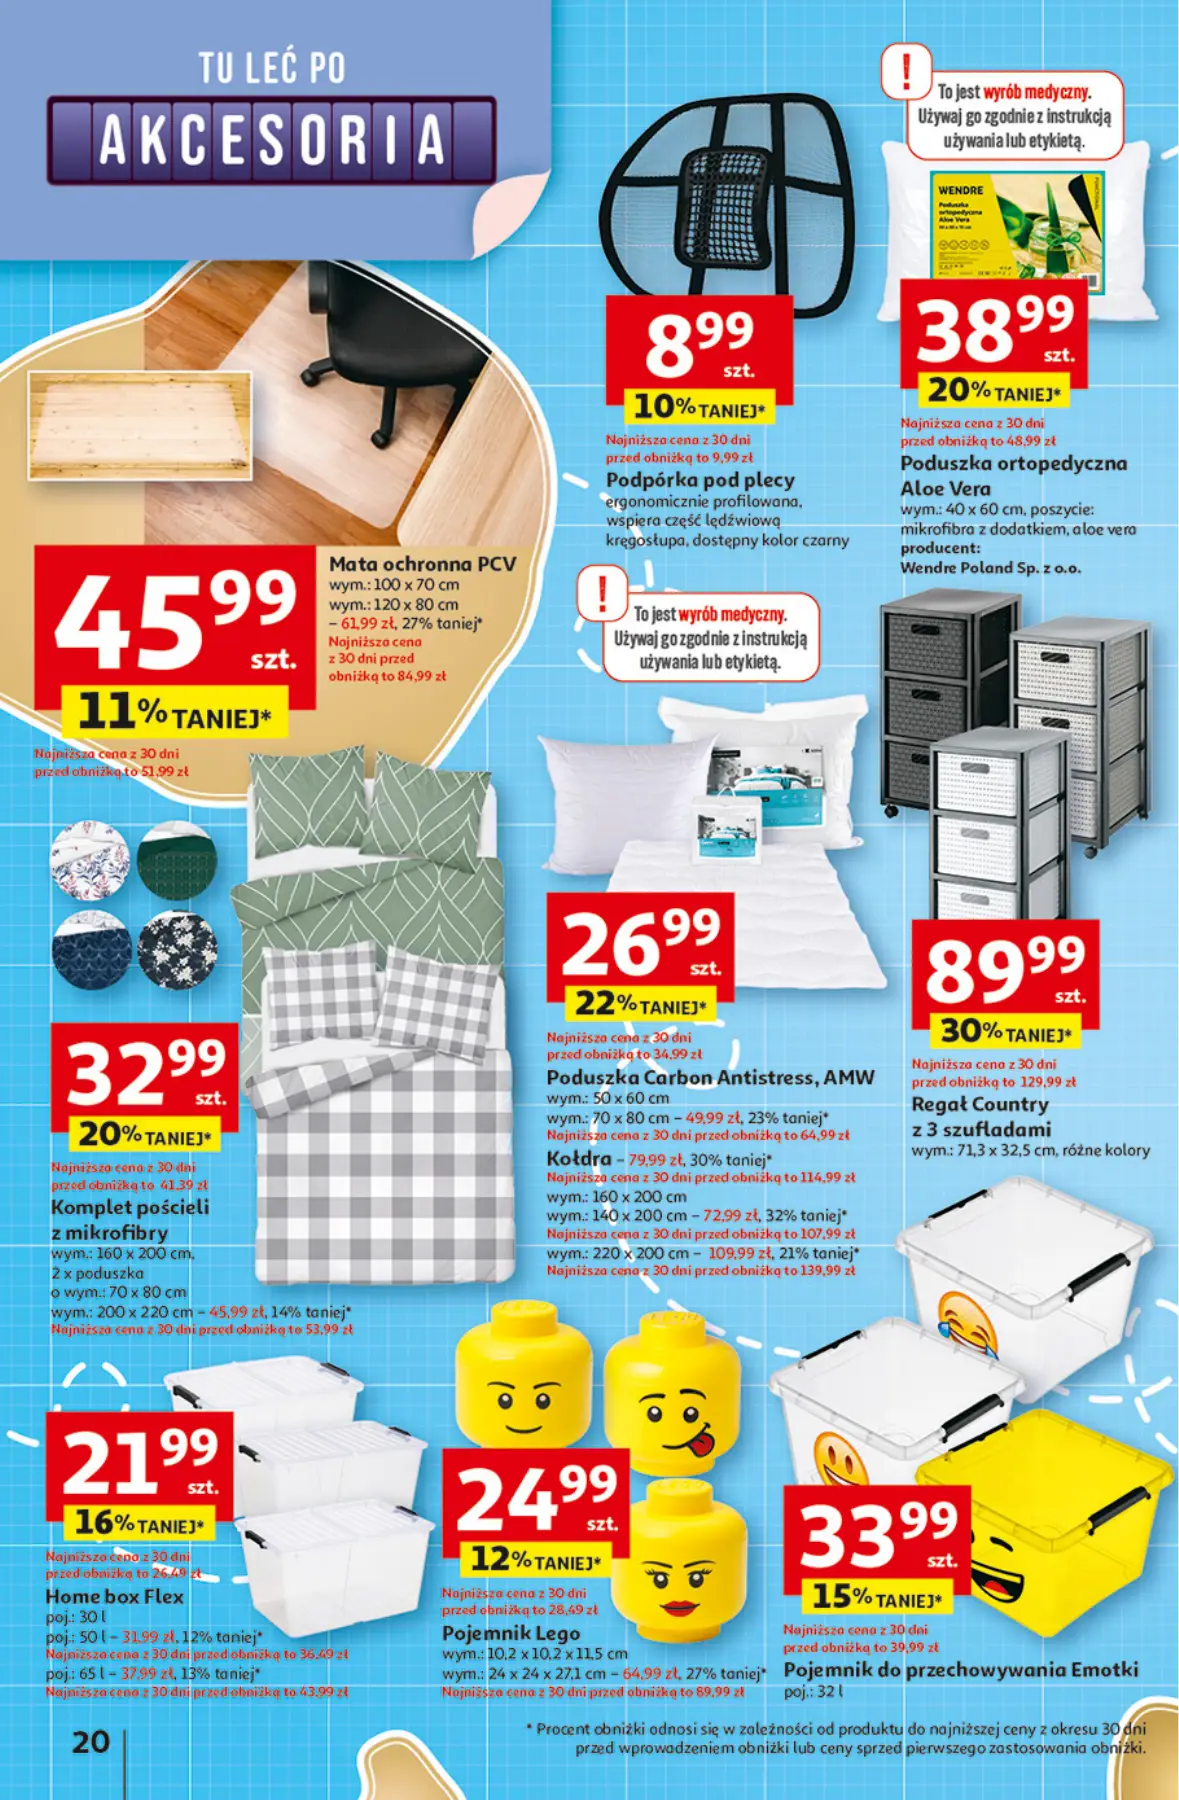 TU LEĆ PO
AKCESORIA
!
To jest wyrób medyczny.
Używaj go zgodnie z instrukcją
używania lub etykietą.
WENDRE
Poduszka
ortopedyczna
Aloe Vera
8 99
szt.
10% TANIEJ*
Najniższa cena z 30 dni
przed obniżką to 9,99 zł
Podpórka pod plecy
ergonomicznie profilowana,
wspiera część lędźwiową
kręgosłupa, dostępny kolor czarny
38 99
szt.
20% TANIEJ*
Najniższa cena z 30 dni
przed obniżką to 48,99 zł
Poduszka ortopedyczna
Aloe Vera
wym.: 40 x 60 cm, poszycie:
mikrofibra z dodatkiem, aloe vera
producent:
Wendre Poland Sp. z o.o.
45 99
szt.
11% TANIEJ*
Najniższa cena z 30 dni
przed obniżką to 51,99 zł
Mata ochronna PCV
wym.: 100 x 70 cm
wym.: 120 x 80 cm
– 61,99 zł, 27% taniej*
Najniższa cena
z 30 dni przed
obniżką to 84,99 zł
!
To jest wyrób medyczny.
Używaj go zgodnie z instrukcją
używania lub etykietą.
26 99
szt.
22% TANIEJ*
Najniższa cena z 30 dni
przed obniżką to 34,99 zł
Poduszka Carbon Antistress, AMW
wym.: 50 x 60 cm
wym.: 70 x 80 cm – 49,99 zł, 23% taniej*
Najniższa cena z 30 dni przed obniżką to 64,99 zł
Kołdra – 79,99 zł, 30% taniej*
Najniższa cena z 30 dni przed obniżką to 114,99 zł
wym.: 160 x 200 cm
wym.: 140 x 200 cm – 72,99 zł, 32% taniej*
Najniższa cena z 30 dni przed obniżką to 107,99 zł
wym.: 220 x 200 cm – 109,99 zł, 21% taniej*
Najniższa cena z 30 dni przed obniżką to 139,99 zł
89 99
szt.
30% TANIEJ*
Najniższa cena z 30 dni
przed obniżką to 129,99 zł
Regał Country
z 3 szufladami
wym.: 71,3 x 32,5 cm, różne kolory
32 99
szt.
20% TANIEJ*
Najniższa cena z 30 dni
przed obniżką to 41,39 zł
Komplet pościeli
z mikrofibry
wym.: 160 x 200 cm,
2 x poduszka
o wym.: 70 x 80 cm
wym.: 200 x 220 cm – 45,99 zł, 14% taniej*
Najniższa cena z 30 dni przed obniżką to 53,99 zł
21 99
szt.
16% TANIEJ*
Najniższa cena z 30 dni
przed obniżką to 26,49 zł
Home box Flex
poj.: 30 l
poj.: 50 l – 31,99 zł, 12% taniej*
Najniższa cena z 30 dni przed obniżką to 36,49 zł
poj.: 65 l – 37,99 zł, 13% taniej*
Najniższa cena z 30 dni przed obniżką to 43,99 zł
24 99
szt.
12% TANIEJ*
Najniższa cena z 30 dni
przed obniżką to 28,49 zł
Pojemnik Lego
wym.: 10,2 x 10,2 x 11,5 cm
wym.: 24 x 24 x 27,1 cm – 64,99 zł, 27% taniej*
Najniższa cena z 30 dni przed obniżką to 89,99 zł
33 99
szt.
15% TANIEJ*
Najniższa cena z 30 dni
przed obniżką to 39,99 zł
Pojemnik do przechowywania Emotki
poj.: 32 l
* Procent obniżki odnosi się w zależności od produktu do najniższej ceny z okresu 30 dni
przed wprowadzeniem obniżki lub ceny sprzed pierwszego zastosowania obniżki.
20